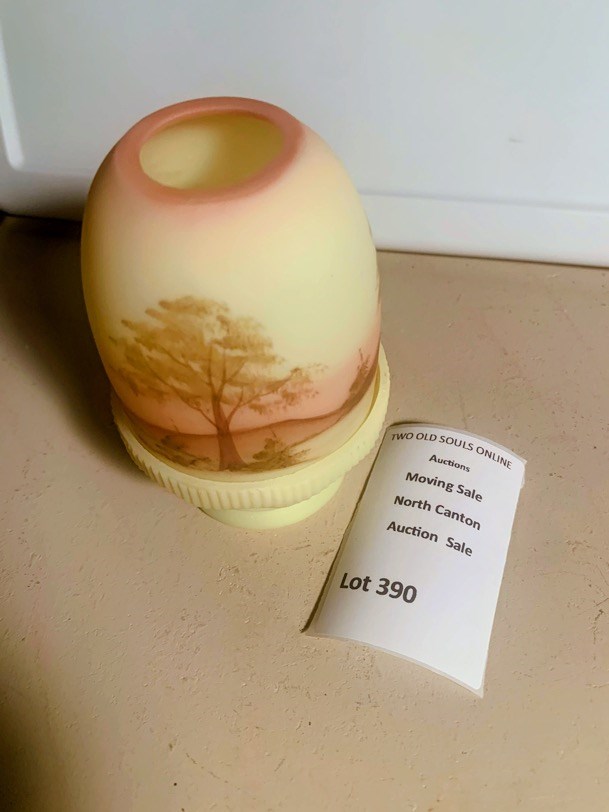 TWO OLD SOULS ONLINE
Auctions
Moving Sale
North Canton
Auction Sale
Lot 390